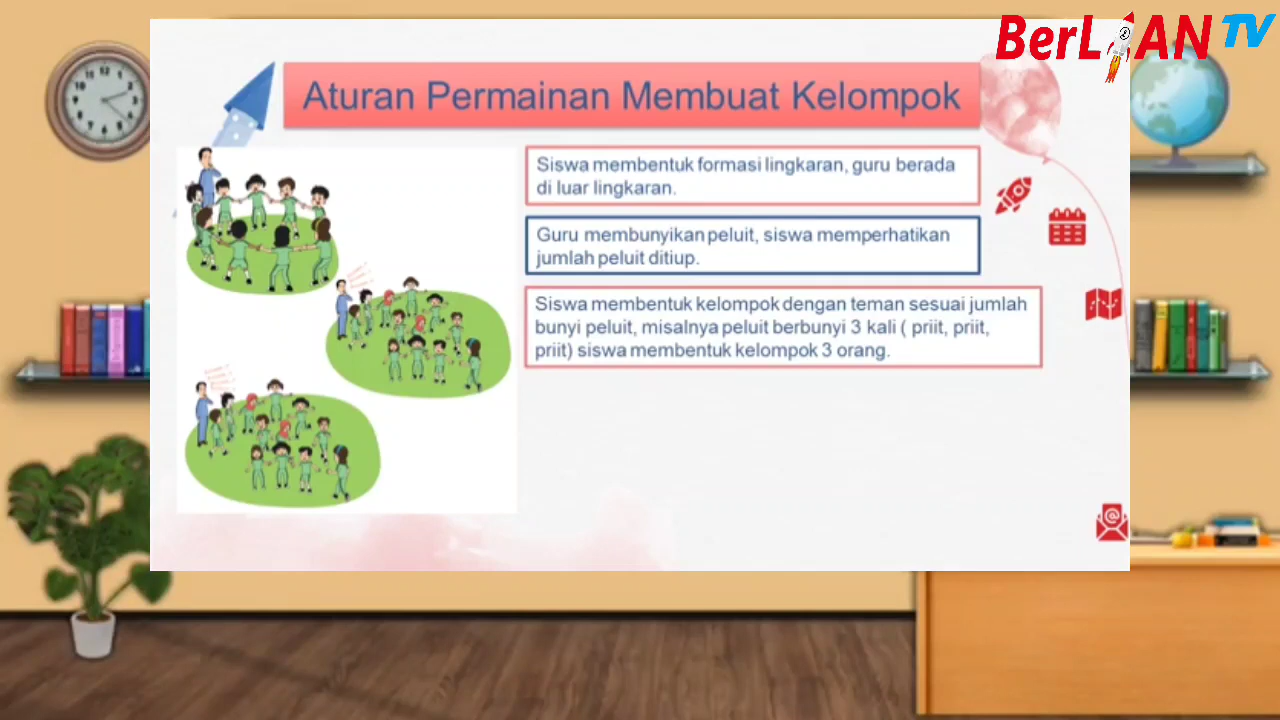 BerLIAN TV
Aturan Permainan Membuat Kelompok
Siswa membentuk formasi lingkaran, guru berada
di luar lingkaran.
Guru membunyikan peluit, siswa memperhatikan
jumlah peluit ditiup.
Siswa membentuk kelompok dengan teman sesuai jumlah
bunyi peluit, misalnya peluit berbunyi 3 kali ( priit, priit,
priit) siswa membentuk kelompok 3 orang.